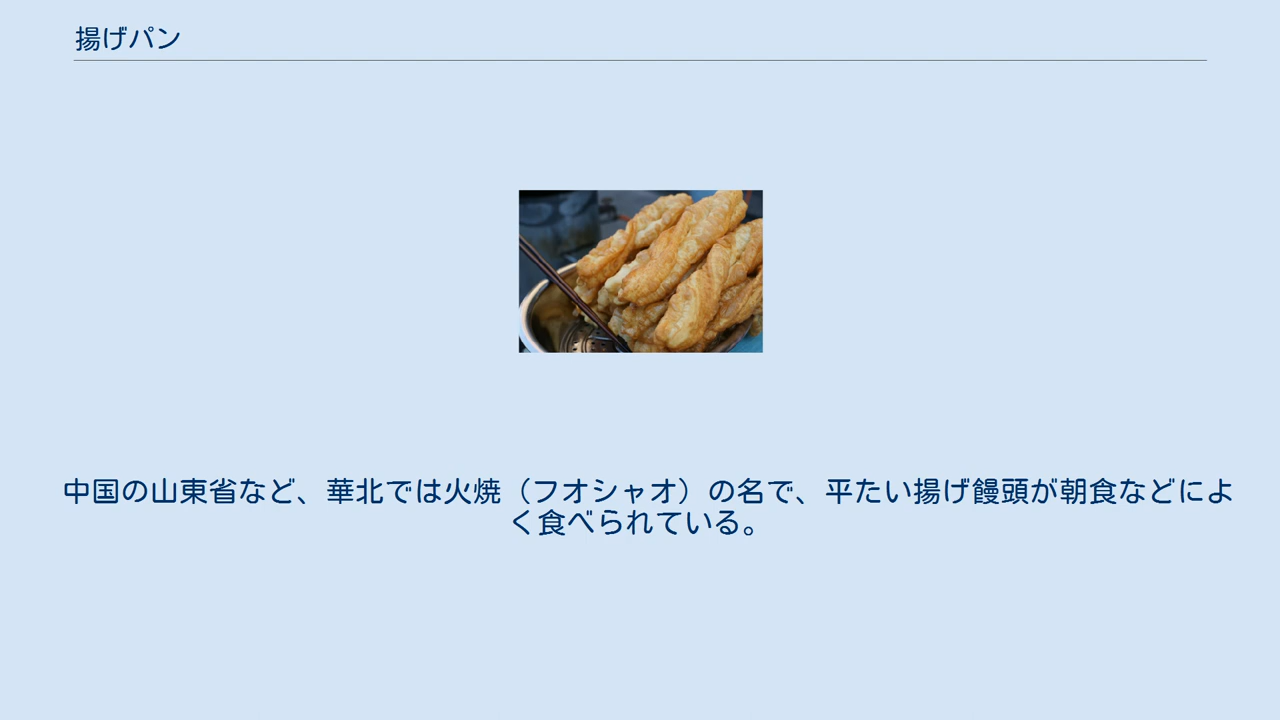 揚げパン
中国の山東省など、華北では火焼（フオシャオ）の名で、平たい揚げ饅頭が朝食などによ
く食べられている。